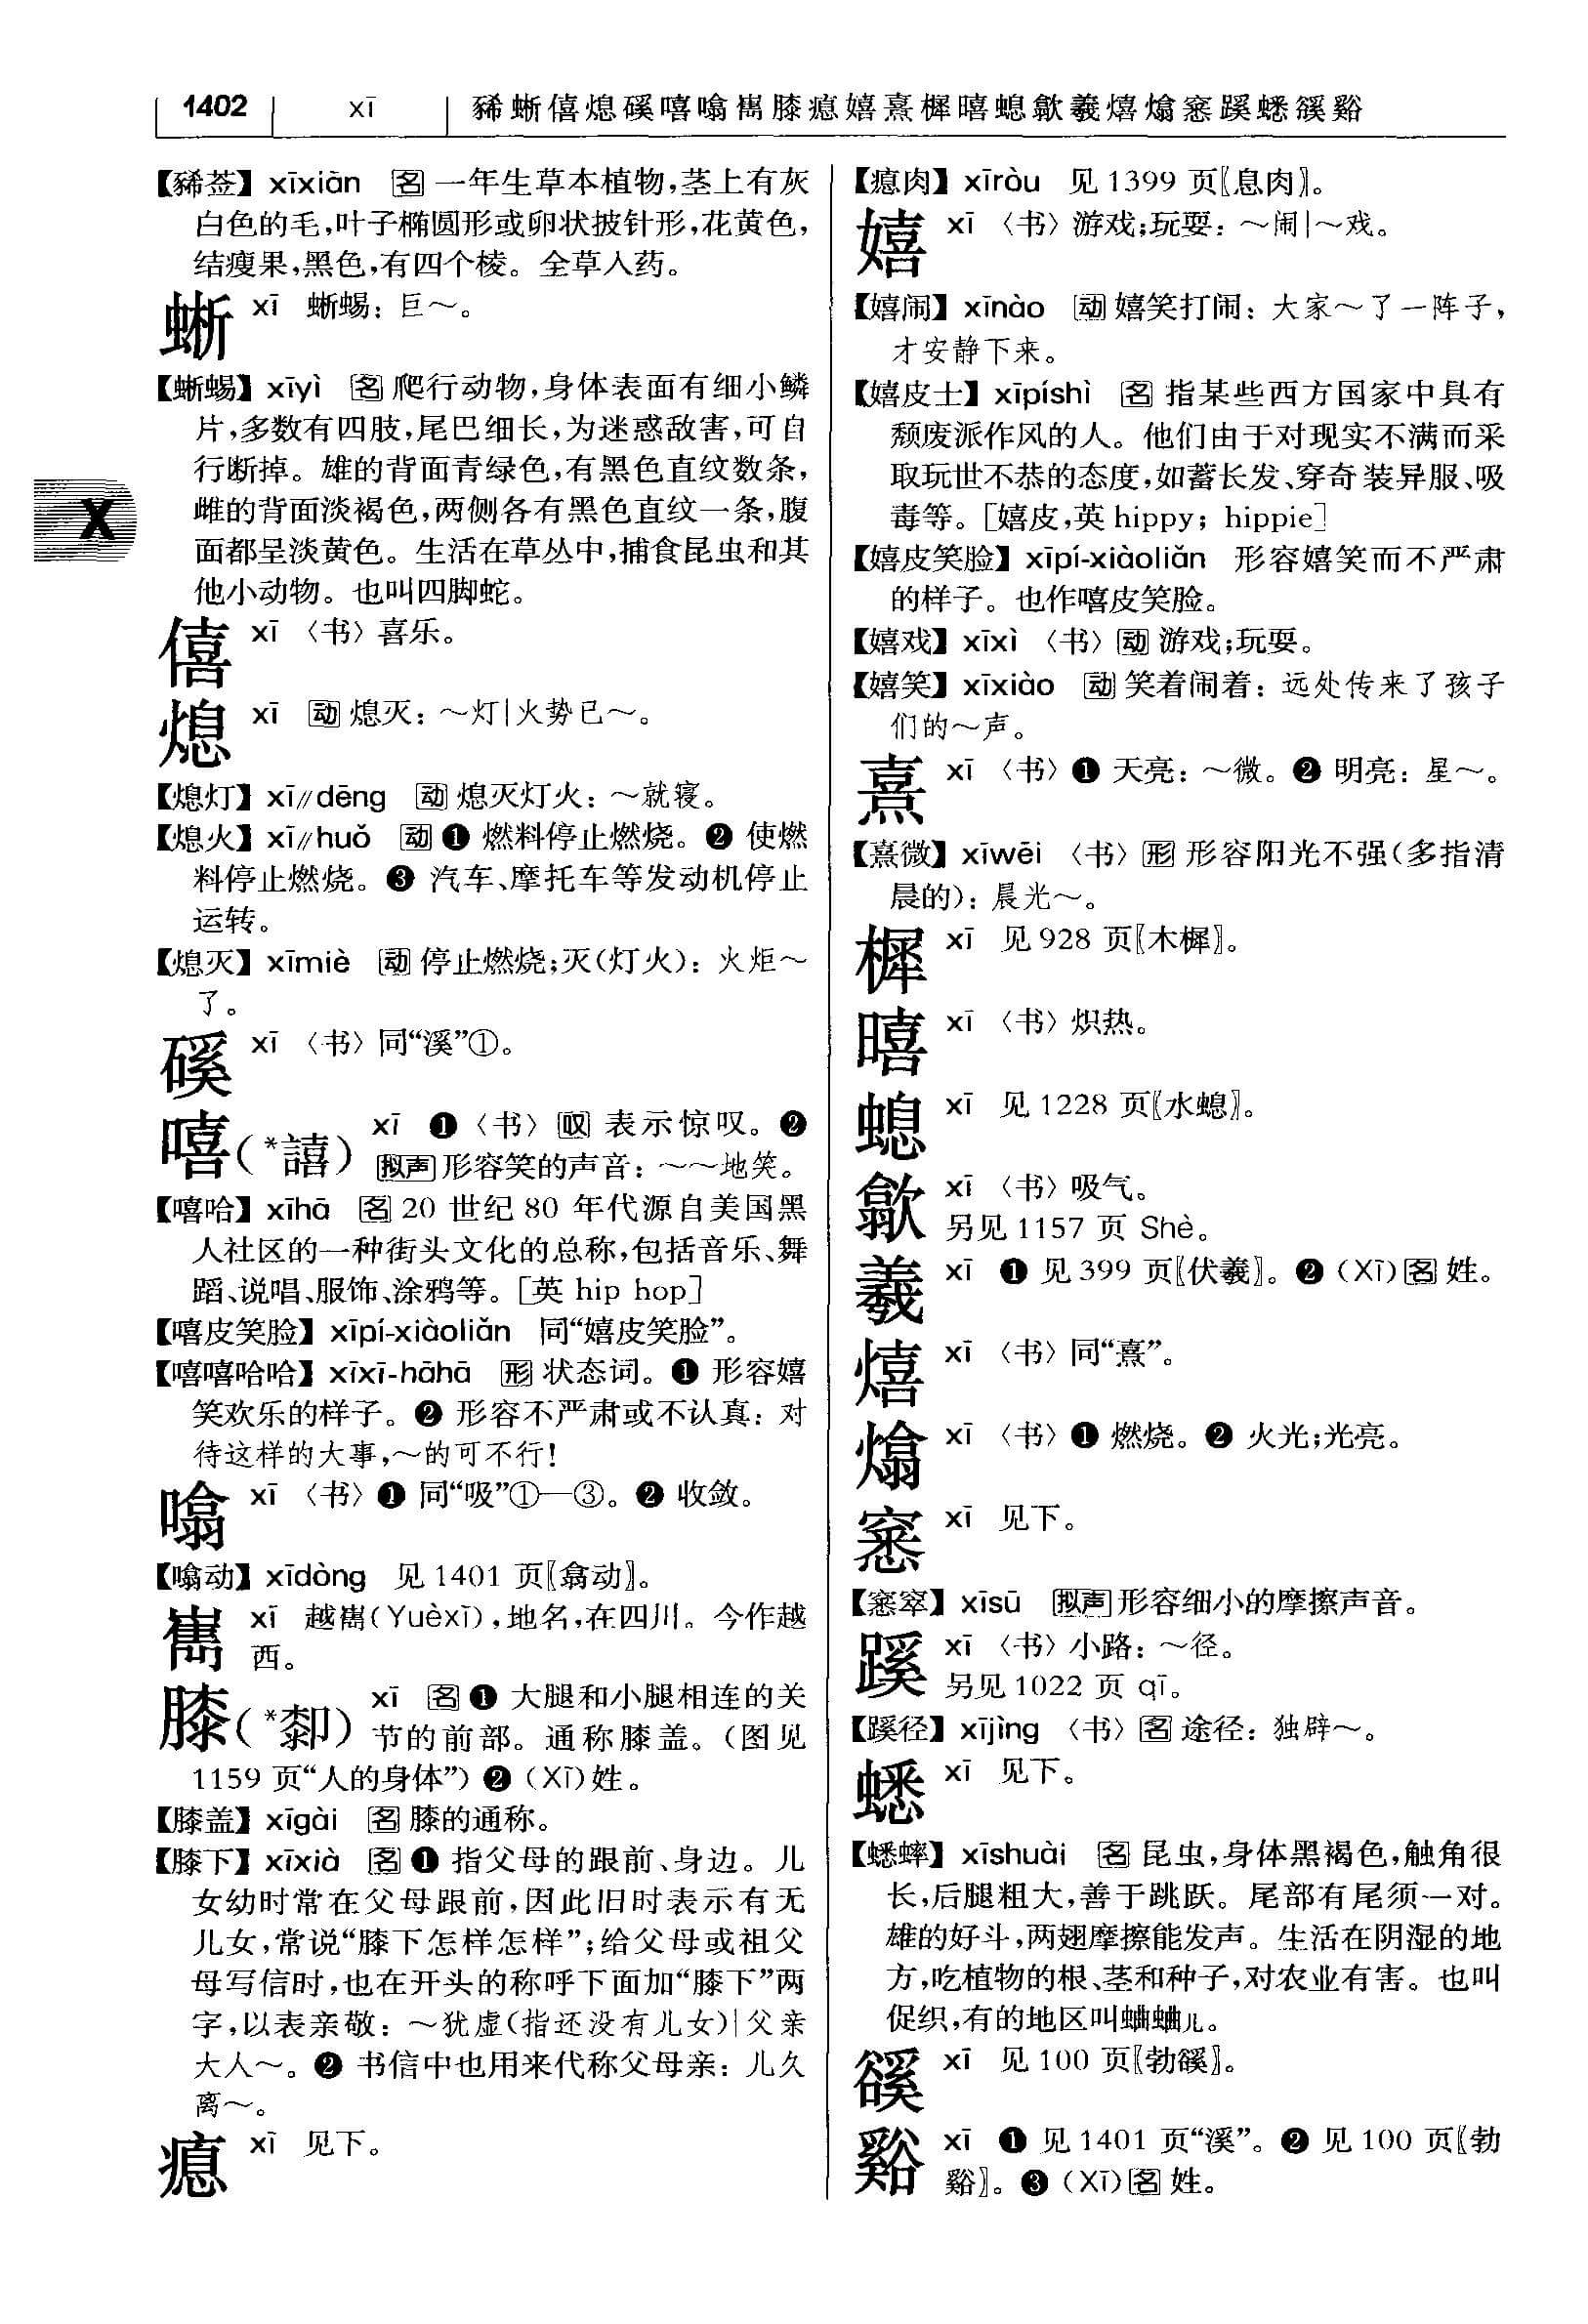 1402 xī 豨蜥僖熄磎嘻噏巂膝瘜嬉熹樨暿螅歙羲熺熻窸蹊蟋豀谿
【豨莶】 xīxiān 名 一年生草本植物,茎上有灰
白色的毛,叶子椭圆形或卵状披针形,花黄色,
结瘦果,黑色,有四个棱。全草入药。
蜥 xī 蜥蜴:巨~。
【蜥蜴】 xīyì 名 爬行动物,身体表面有细小鳞
片,多数有四肢,尾巴细长,为迷惑敌害,可自
行断掉。雄的背面青绿色,有黑色直纹数条,
雌的背面淡褐色,两侧各有黑色直纹一条,腹
面都呈淡黄色。生活在草丛中,捕食昆虫和其
他小动物。也叫四脚蛇。
X
僖 xī 〈书〉喜乐。
熄 xī 动 熄灭:~灯|火势已~。
【熄灯】 xī//dēng 动 熄灭灯火:~就寝。
【熄火】 xī//huǒ 动 ❶ 燃料停止燃烧。❷ 使燃
料停止燃烧。❸ 汽车、摩托车等发动机停止
运转。
【熄灭】 xīmiè 动 停止燃烧;灭(灯火):火炬~
了。
磎 xī 〈书〉同“溪”①。
嘻(*譆) xī ❶〈书〉叹 表示惊叹。❷
拟声 形容笑的声音:~~地笑。
【嘻哈】 xīhā 名 20 世纪 80 年代源自美国黑
人社区的一种街头文化的总称,包括音乐、舞
蹈、说唱、服饰、涂鸦等。[英 hip hop]
【嘻皮笑脸】 xīpí-xiàoliǎn 同“嬉皮笑脸”。
【嘻嘻哈哈】 xīxī-hāhā 形 状态词。❶ 形容嬉
笑欢乐的样子。❷ 形容不严肃或不认真:对
待这样的大事,~的可不行!
噏 xī 〈书〉❶ 同“吸”①—③。❷ 收敛。
【噏动】 xīdòng 见 1401 页〖翕动〗。
巂 xī 越巂(Yuèxī),地名,在四川。今作越
西。
膝(*厀) xī 名 ❶ 大腿和小腿相连的关
节的前部。通称膝盖。(图见
1159 页“人的身体”)❷(Xī)姓。
【膝盖】 xīgài 名 膝的通称。
【膝下】 xīxià 名 ❶ 指父母的跟前、身边。儿
女幼时常在父母跟前,因此旧时表示有无
儿女,常说“膝下怎样怎样”;给父母或祖父
母写信时,也在开头的称呼下面加“膝下”两
字,以表亲敬:~犹虚(指还没有儿女)|父亲
大人~。❷ 书信中也用来代称父母亲:儿久
离~。
瘜 xī 见下。
【瘜肉】 xīròu 见 1399 页〖息肉〗。
嬉 xī 〈书〉游戏;玩耍:~闹|~戏。
【嬉闹】 xīnào 动 嬉笑打闹:大家~了一阵子,
才安静下来。
【嬉皮士】 xīpíshì 名 指某些西方国家中具有
颓废派作风的人。他们由于对现实不满而采
取玩世不恭的态度,如蓄长发、穿奇装异服、吸
毒等。[嬉皮,英 hippy; hippie]
【嬉皮笑脸】 xīpí-xiàoliǎn 形容嬉笑而不严肃
的样子。也作嘻皮笑脸。
【嬉戏】 xīxì 〈书〉动 游戏;玩耍。
【嬉笑】 xīxiào 动 笑着闹着:远处传来了孩子
们的~声。
熹 xī 〈书〉❶ 天亮:~微。❷ 明亮:星~。
【熹微】 xīwēi 〈书〉形 形容阳光不强(多指清
晨的):晨光~。
樨 xī 见 928 页〖木樨〗。
暿 xī 〈书〉炽热。
螅 xī 见 1228 页〖水螅〗。
歙 xī 〈书〉吸气。
另见 1157 页 Shè。
羲 xī ❶ 见 399 页〖伏羲〗。❷(Xī)名 姓。
熺 xī 〈书〉同“熹”。
熻 xī 〈书〉❶ 燃烧。❷ 火光;光亮。
窸 xī 见下。
【窸窣】 xīsū 拟声 形容细小的摩擦声音。
蹊 xī 〈书〉小路:~径。
另见 1022 页 qī。
【蹊径】 xījìng 〈书〉名 途径:独辟~。
蟋 xī 见下。
【蟋蟀】 xīshuài 名 昆虫,身体黑褐色,触角很
长,后腿粗大,善于跳跃。尾部有尾须一对。
雄的好斗,两翅摩擦能发声。生活在阴湿的地
方,吃植物的根、茎和种子,对农业有害。也叫
促织,有的地区叫蛐蛐儿。
豀 xī 见 100 页〖勃豀〗。
谿 xī ❶ 见 1401 页“溪”。❷ 见 100 页〖勃
谿〗。❸(Xī)名 姓。